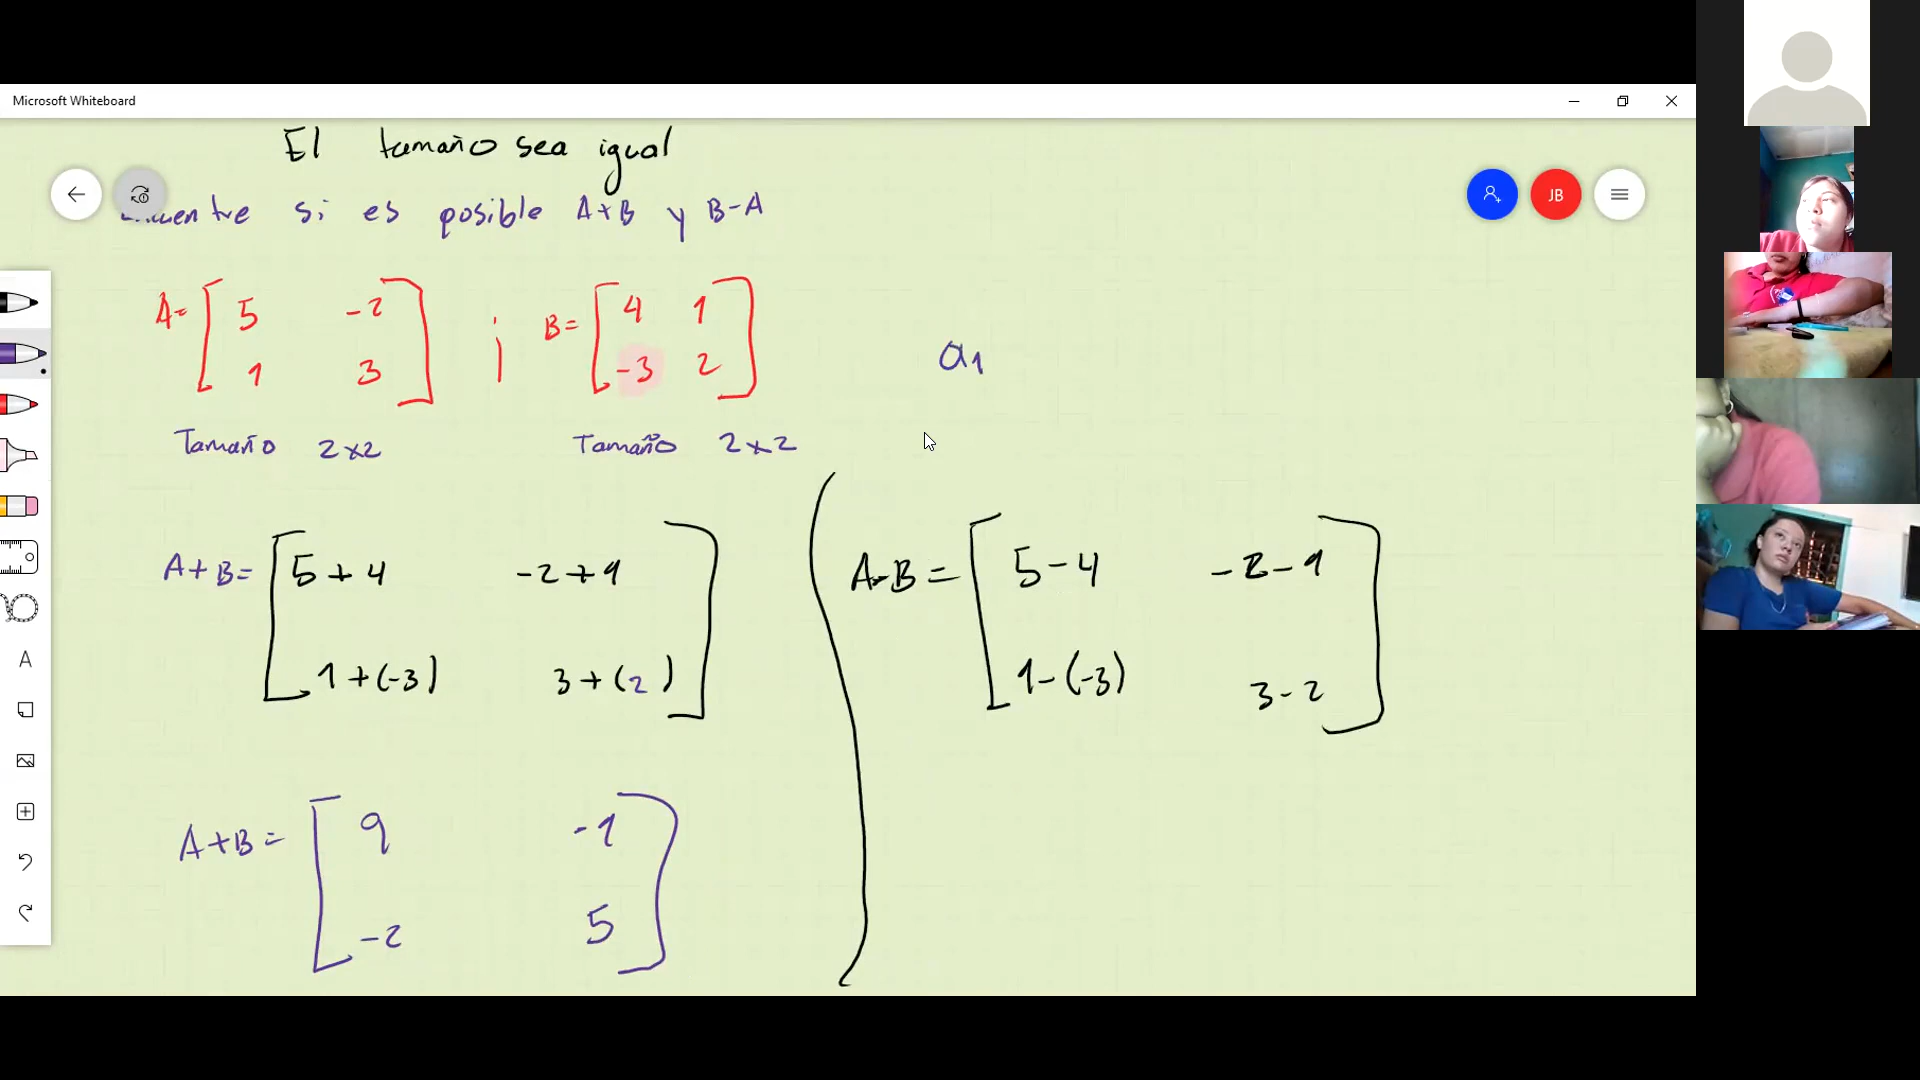 Microsoft Whiteboard
El tamaño sea igual
encuentre si es posible A+B y B-A
JB
A= [ 5 -2 ; B= [ 4 1
1 3 ] -3 2 ] a1
Tamaño 2x2 Tamaño 2x2
A+B= [ 5+4 -2+1 A-B = [ 5-4 -2-1
1+(-3) 3+(2) ] 1-(-3) 3-2 ]
A
A+B= [ 9 -1
-2 5 ]